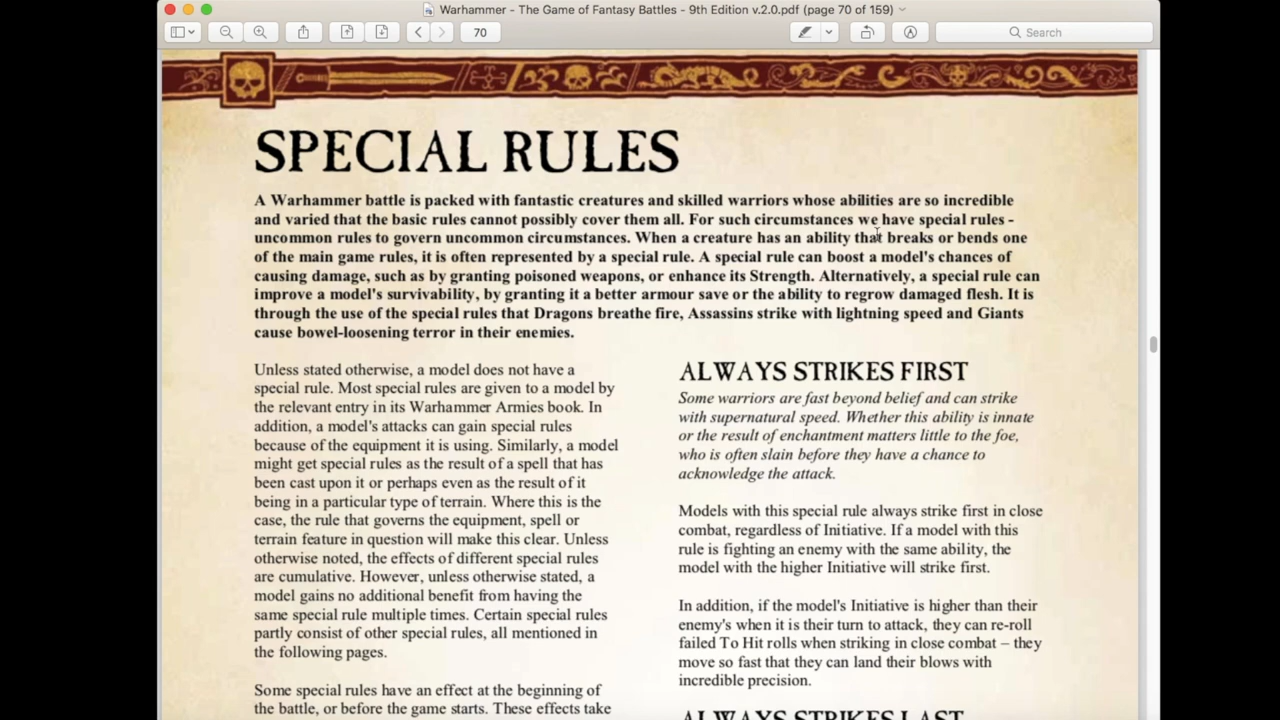 Warhammer - The Game of Fantasy Battles - 9th Edition v.2.0.pdf (page 70 of 159)
70
Search
SPECIAL RULES
A Warhammer battle is packed with fantastic creatures and skilled warriors whose abilities are so incredible
and varied that the basic rules cannot possibly cover them all. For such circumstances we have special rules -
uncommon rules to govern uncommon circumstances. When a creature has an ability that breaks or bends one
of the main game rules, it is often represented by a special rule. A special rule can boost a model's chances of
causing damage, such as by granting poisoned weapons, or enhance its Strength. Alternatively, a special rule can
improve a model's survivability, by granting it a better armour save or the ability to regrow damaged flesh. It is
through the use of the special rules that Dragons breathe fire, Assassins strike with lightning speed and Giants
cause bowel-loosening terror in their enemies.
Unless stated otherwise, a model does not have a
special rule. Most special rules are given to a model by
the relevant entry in its Warhammer Armies book. In
addition, a model's attacks can gain special rules
because of the equipment it is using. Similarly, a model
might get special rules as the result of a spell that has
been cast upon it or perhaps even as the result of it
being in a particular type of terrain. Where this is the
case, the rule that governs the equipment, spell or
terrain feature in question will make this clear. Unless
otherwise noted, the effects of different special rules
are cumulative. However, unless otherwise stated, a
model gains no additional benefit from having the
same special rule multiple times. Certain special rules
partly consist of other special rules, all mentioned in
the following pages.
Some special rules have an effect at the beginning of
the battle, or before the game starts. These effects take
ALWAYS STRIKES FIRST
Some warriors are fast beyond belief and can strike
with supernatural speed. Whether this ability is innate
or the result of enchantment matters little to the foe,
who is often slain before they have a chance to
acknowledge the attack.
Models with this special rule always strike first in close
combat, regardless of Initiative. If a model with this
rule is fighting an enemy with the same ability, the
model with the higher Initiative will strike first.
In addition, if the model's Initiative is higher than their
enemy's when it is their turn to attack, they can re-roll
failed To Hit rolls when striking in close combat – they
move so fast that they can land their blows with
incredible precision.
ALWAYS STRIKES LAST